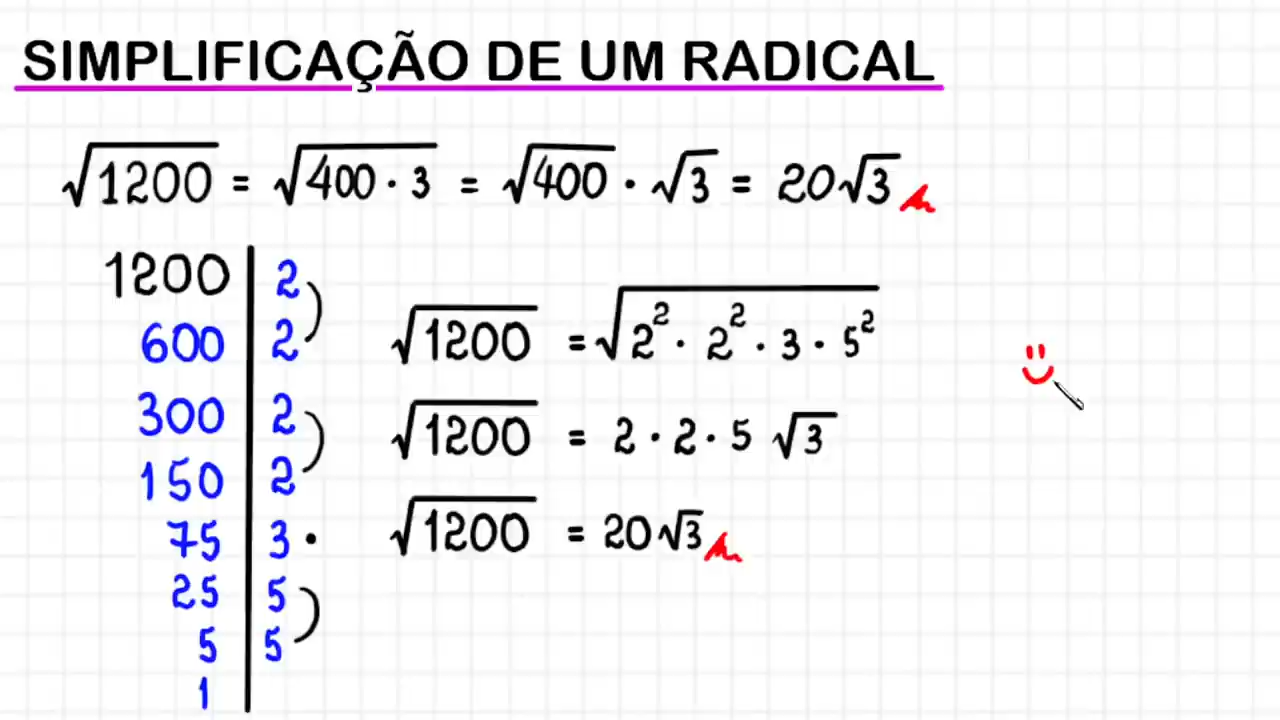 SIMPLIFICAÇÃO DE UM RADICAL
√1200 = √400 · 3 = √400 · √3 = 20√3
1200 | 2
600 | 2
300 | 2
150 | 2
75 | 3 ·
25 | 5
5 | 5
1
√1200 = √2² · 2² · 3 · 5²
√1200 = 2 · 2 · 5 √3
√1200 = 20√3